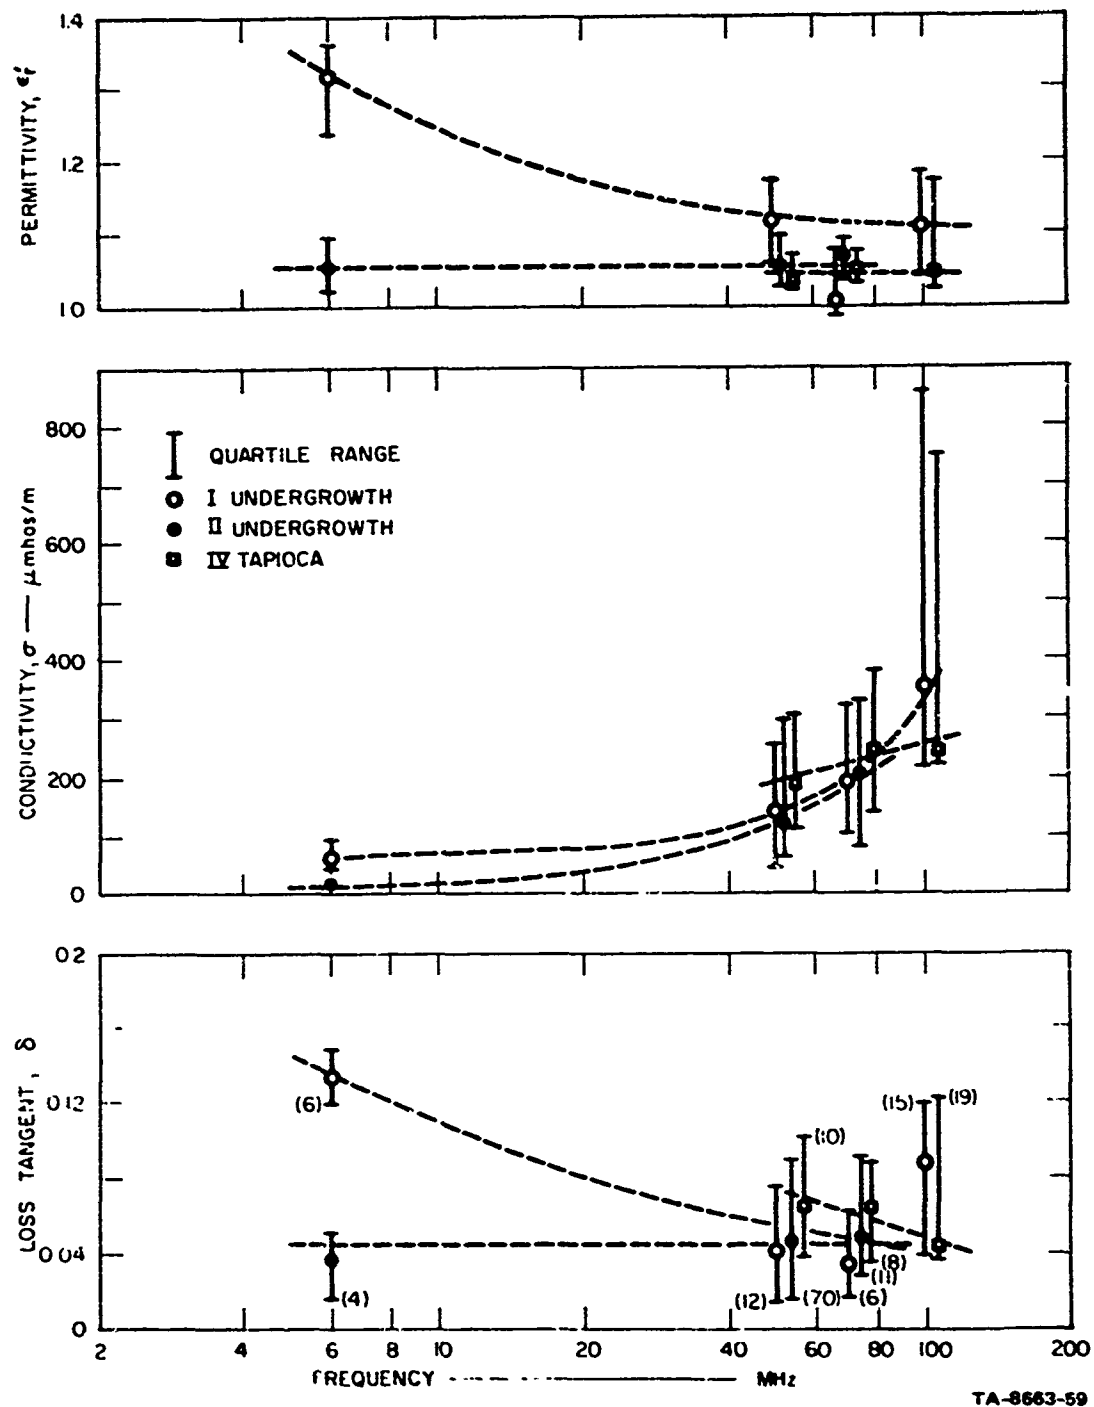 1.4
1.2
1.0
PERMITTIVITY, ε′r
800
600
400
200
0
CONDUCTIVITY, σ — μmhos/m
QUARTILE RANGE
I UNDERGROWTH
II UNDERGROWTH
IV TAPIOCA
0.2
0.12
0.04
0
LOSS TANGENT, δ
(6)
(4)
(10)
(12)
(70)
(6)
(11)
(8)
(15)
(19)
2 4 6 8 10 20 40 60 80 100 200
FREQUENCY — MHz
TA-8663-59